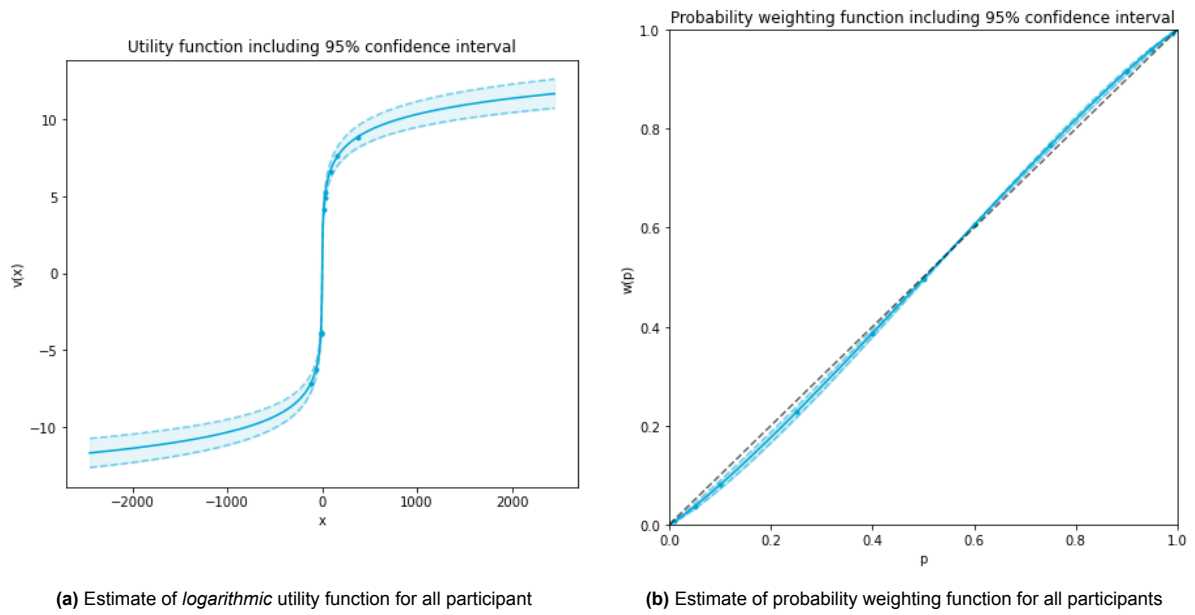 Utility function including 95% confidence interval
10
5
0
−5
−10
v(x)
−2000
−1000
0
1000
2000
x
(a) Estimate of logarithmic utility function for all participant
Probability weighting function including 95% confidence interval
1.0
0.8
0.6
0.4
0.2
0.0
w(p)
0.0
0.2
0.4
0.6
0.8
1.0
p
(b) Estimate of probability weighting function for all participants